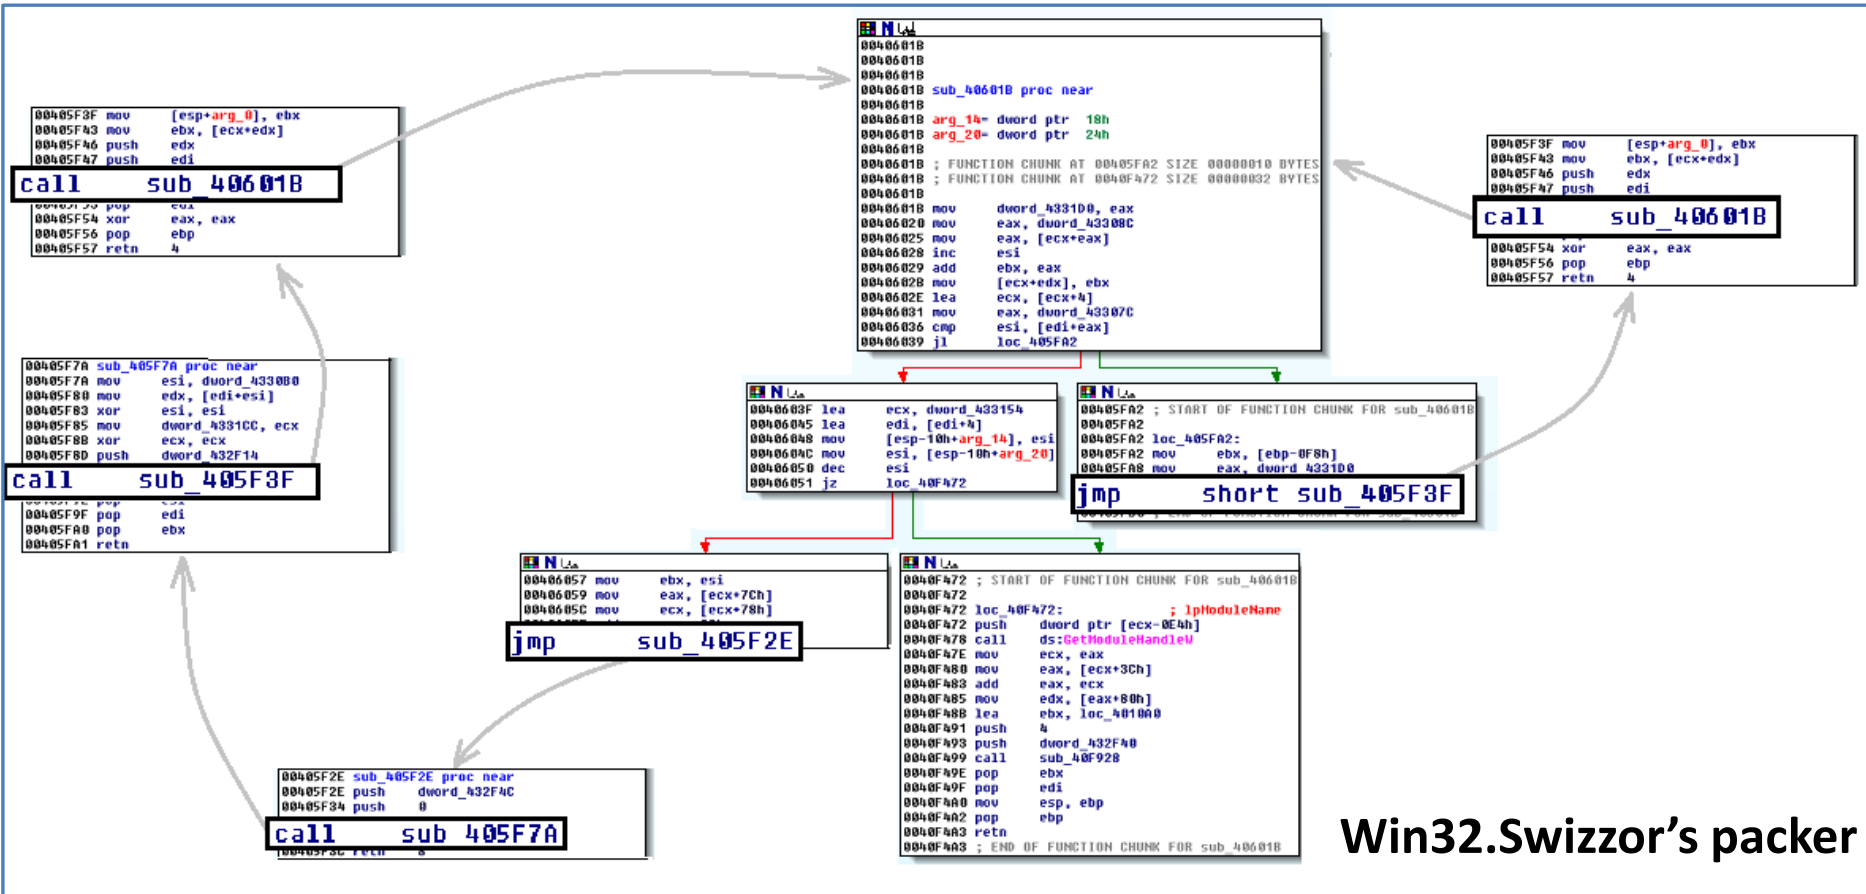 0040601B
0040601B
0040601B
0040601B sub_40601B proc near
0040601B
0040601B arg_14= dword ptr  18h
0040601B arg_20= dword ptr  24h
0040601B
0040601B ; FUNCTION CHUNK AT 00405FA2 SIZE 00000010 BYTES
0040601B ; FUNCTION CHUNK AT 0040F472 SIZE 00000032 BYTES
0040601B
0040601B mov dword_4331D0, eax
00406020 mov eax, dword_43308C
00406025 mov eax, [ecx+eax]
00406028 inc esi
00406029 add ebx, eax
0040602B mov [ecx+edx], ebx
0040602E lea ecx, [ecx+4]
00406031 mov eax, dword_43307C
00406036 cmp esi, [edi+eax]
00406039 jl loc_405FA2
00405F3F mov [esp+arg_0], ebx
00405F43 mov ebx, [ecx+edx]
00405F46 push edx
00405F47 push edi
call sub_40601B
00405F54 xor eax, eax
00405F56 pop ebp
00405F57 retn 4
00405F3F mov [esp+arg_0], ebx
00405F43 mov ebx, [ecx+edx]
00405F46 push edx
00405F47 push edi
call sub_40601B
00405F54 xor eax, eax
00405F56 pop ebp
00405F57 retn 4
00405F7A sub_405F7A proc near
00405F7A mov esi, dword_4330B0
00405F80 mov edx, [edi+esi]
00405F83 xor esi, esi
00405F85 mov dword_4331CC, ecx
00405F8B xor ecx, ecx
00405F8D push dword_432F14
call sub_405F3F
00405F9F pop edi
00405FA0 pop ebx
00405FA1 retn
0040603F lea ecx, dword_433154
00406045 lea edi, [edi+4]
00406048 mov [esp-10h+arg_14], esi
0040604C mov esi, [esp-10h+arg_20]
00406050 dec esi
00406051 jz loc_40F472
00405FA2 ; START OF FUNCTION CHUNK FOR sub_40601B
00405FA2
00405FA2 loc_405FA2:
00405FA2 mov ebx, [ebp-0F8h]
00405FA8 mov eax, dword_4331D0
jmp short sub_405F3F
00406057 mov ebx, esi
00406059 mov eax, [ecx+7Ch]
0040605C mov ecx, [ecx+78h]
jmp sub_405F2E
0040F472 ; START OF FUNCTION CHUNK FOR sub_40601B
0040F472
0040F472 loc_40F472: ; lpModuleName
0040F472 push dword ptr [ecx-0E4h]
0040F478 call ds:GetModuleHandleW
0040F47E mov ecx, eax
0040F480 mov eax, [ecx+3Ch]
0040F483 add eax, ecx
0040F485 mov edx, [eax+80h]
0040F48B lea ebx, loc_4010A0
0040F491 push 4
0040F493 push dword_432F40
0040F499 call sub_40F928
0040F49E pop ebx
0040F49F pop edi
0040F4A0 mov esp, ebp
0040F4A2 pop ebp
0040F4A3 retn
0040F4A3 ; END OF FUNCTION CHUNK FOR sub_40601B
00405F2E sub_405F2E proc near
00405F2E push dword_432F4C
00405F34 push 0
call sub_405F7A
Win32.Swizzor's packer